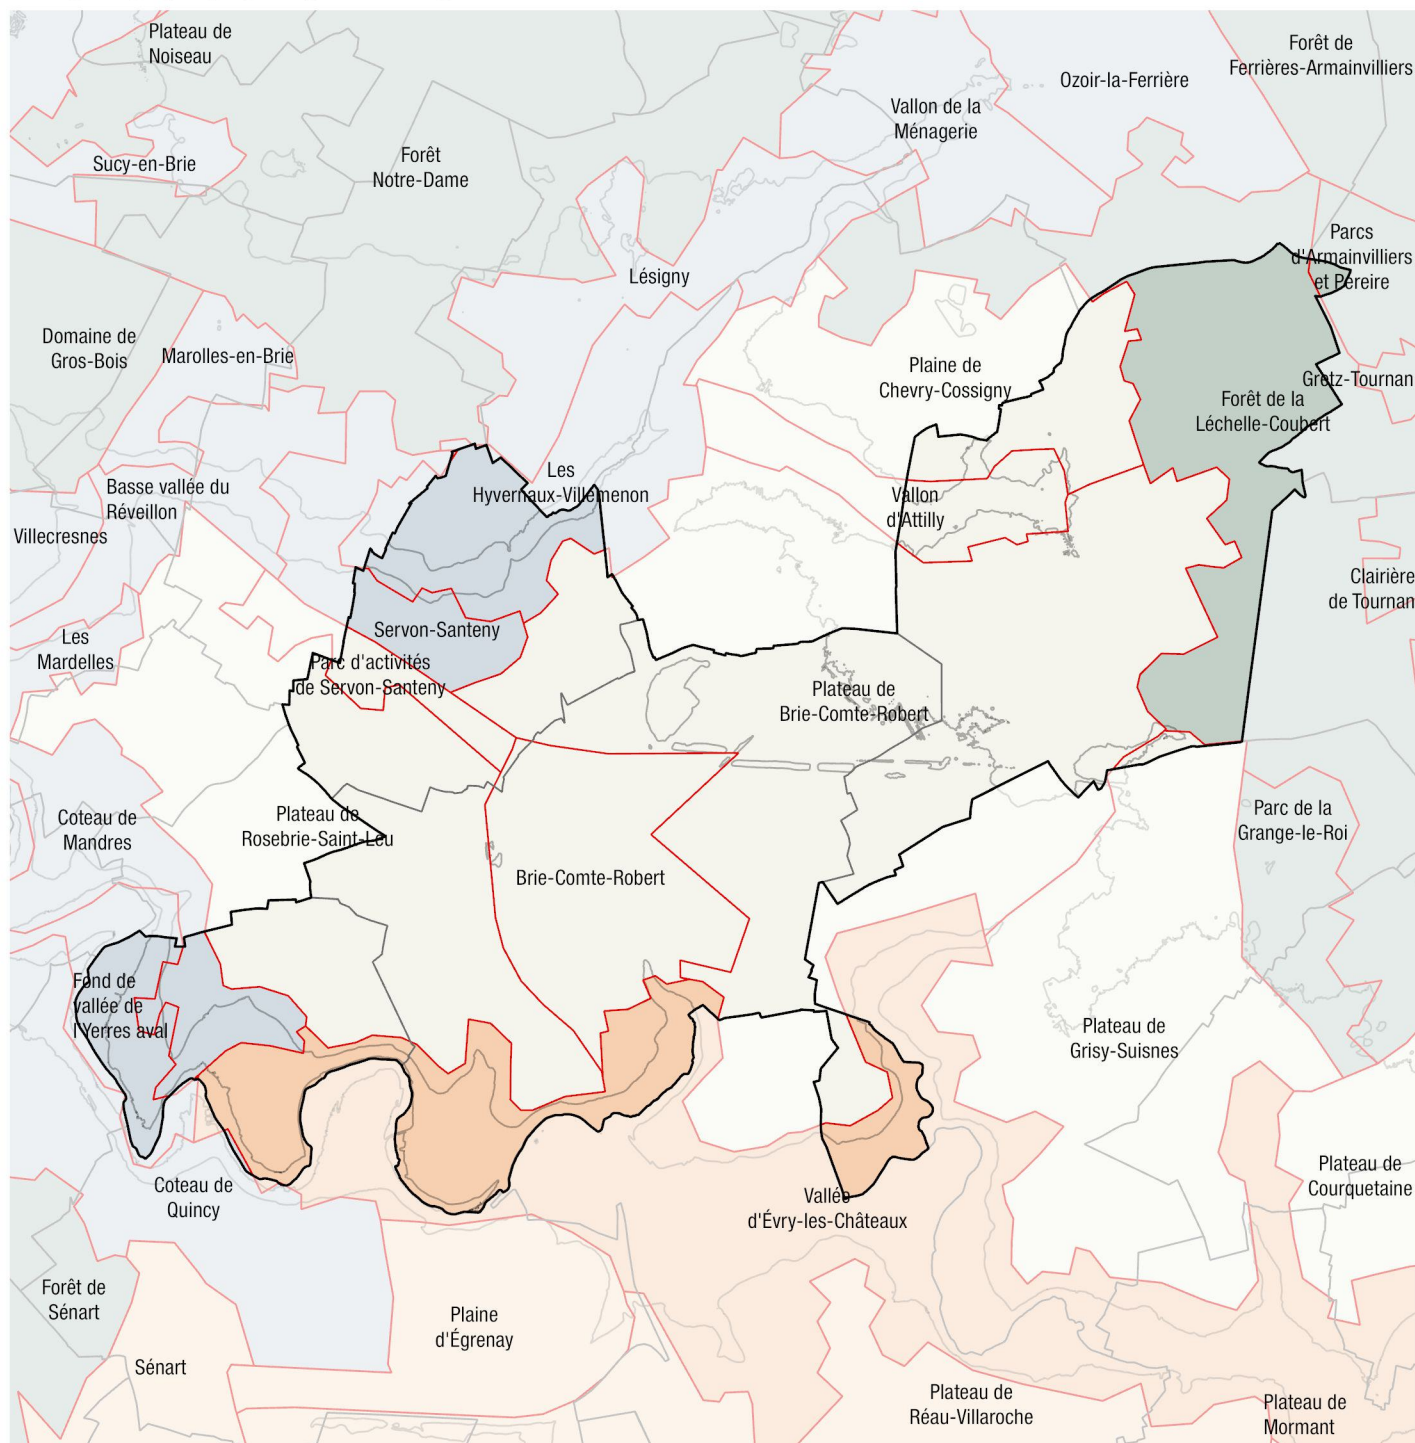 Plateau de
Noiseau
Forêt de
Ferrières-Armainvilliers
Ozoir-la-Ferrière
Vallon de la
Ménagerie
Sucy-en-Brie
Forêt
Notre-Dame
Parcs
d'Armainvilliers
et Pereire
Lésigny
Domaine de
Gros-Bois
Marolles-en-Brie
Plaine de
Chevry-Cossigny
Gretz-Tournan
Forêt de la
Léchelle-Coubert
Les
Hyvernaux-Villemenon
Basse vallée du
Réveillon
Vallon
d'Attilly
Villecresnes
Clairière
de Tournan
Servon-Santeny
Les
Mardelles
Parc d'activités
de Servon-Santeny
Plateau de
Brie-Comte-Robert
Coteau de
Mandres
Plateau de
Rosebrie-Saint-Leu
Parc de la
Grange-le-Roi
Brie-Comte-Robert
Fond de
vallée de
l'Yerres aval
Plateau de
Grisy-Suisnes
Plateau de
Courquetaine
Coteau de
Quincy
Vallée
d'Évry-les-Châteaux
Forêt de
Sénart
Plaine
d'Égrenay
Sénart
Plateau de
Réau-Villaroche
Plateau de
Mormant